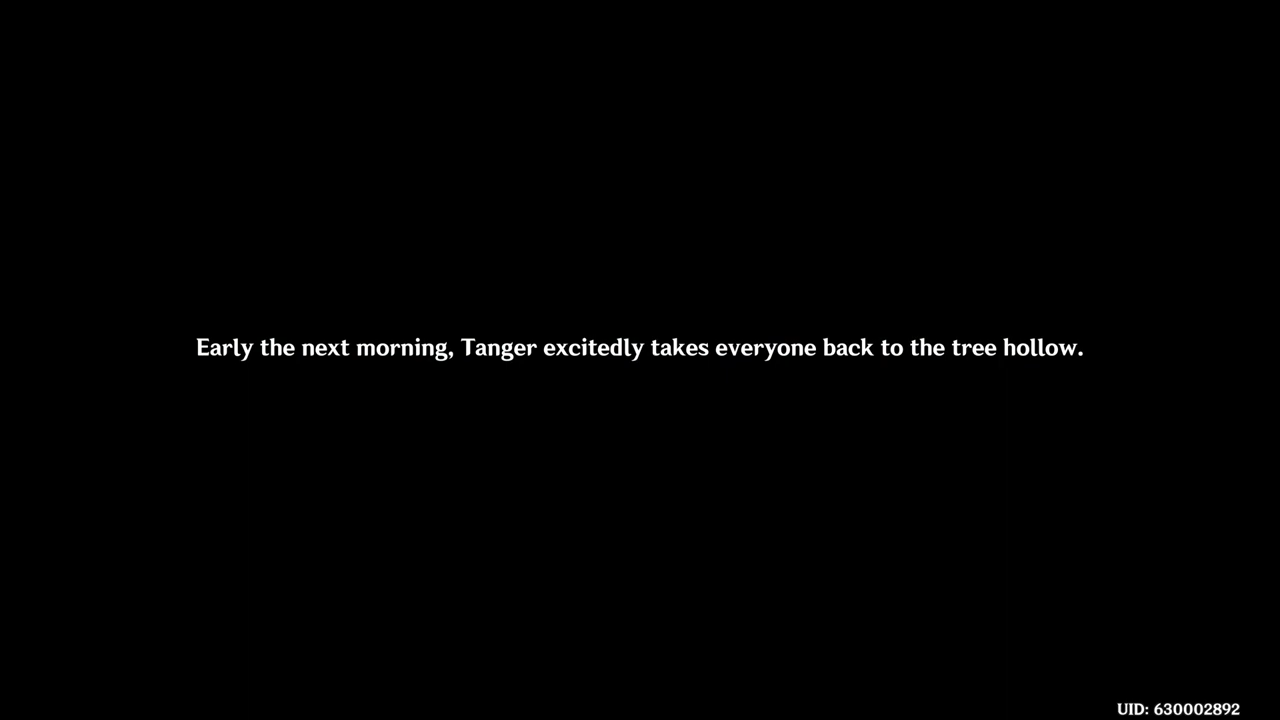 Early the next morning, Tanger excitedly takes everyone back to the tree hollow.
UID: 630002892